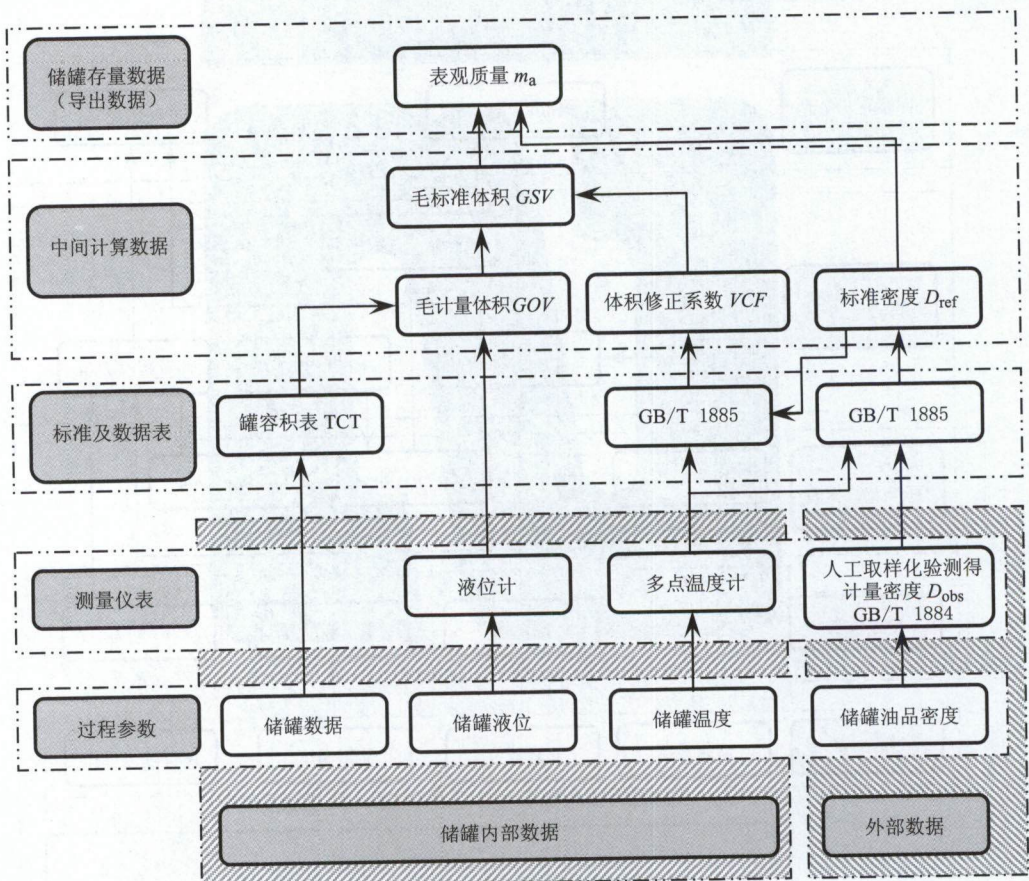 储罐存量数据
（导出数据）
表观质量 mₐ
毛标准体积 GSV
中间计算数据
毛计量体积GOV
体积修正系数 VCF
标准密度 D_ref
标准及数据表
罐容积表 TCT
GB/T 1885
GB/T 1885
测量仪表
液位计
多点温度计
人工取样化验测得
计量密度 D_obs
GB/T 1884
过程参数
储罐数据
储罐液位
储罐温度
储罐油品密度
储罐内部数据
外部数据